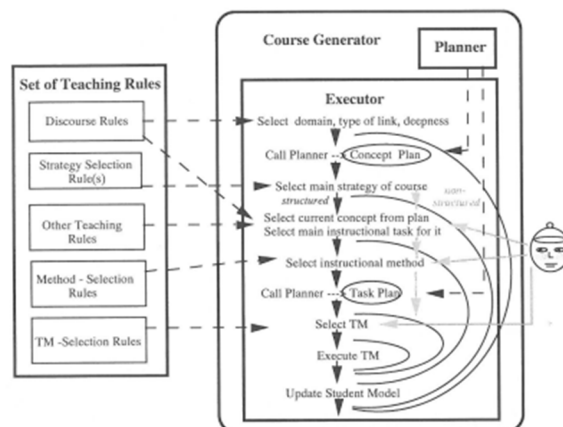 Course Generator
Planner
Set of Teaching Rules
Executor
Discourse Rules
Select domain, type of link, deepness
Call Planner
Concept Plan
Strategy Selection
Rule(s)
Select main strategy of course
structured
un-
structured
Other Teaching
Rules
Select current concept from plan
Select main instructional task for it
Method - Selection
Rules
Select instructional method
Call Planner
Task Plan
TM -Selection Rules
Select TM
Execute TM
Update Student Model